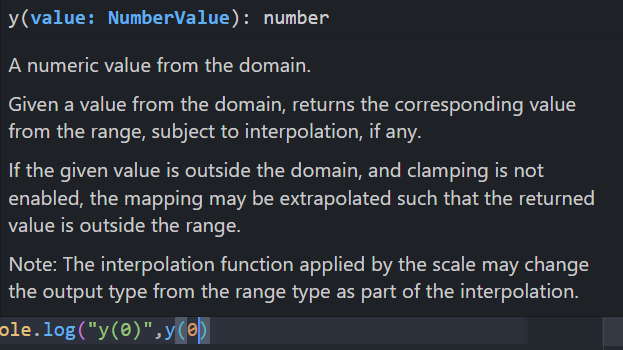 y(value: NumberValue): number
A numeric value from the domain.
Given a value from the domain, returns the corresponding value
from the range, subject to interpolation, if any.
If the given value is outside the domain, and clamping is not
enabled, the mapping may be extrapolated such that the returned
value is outside the range.
Note: The interpolation function applied by the scale may change
the output type from the range type as part of the interpolation.
ole.log("y(0)",y(0)